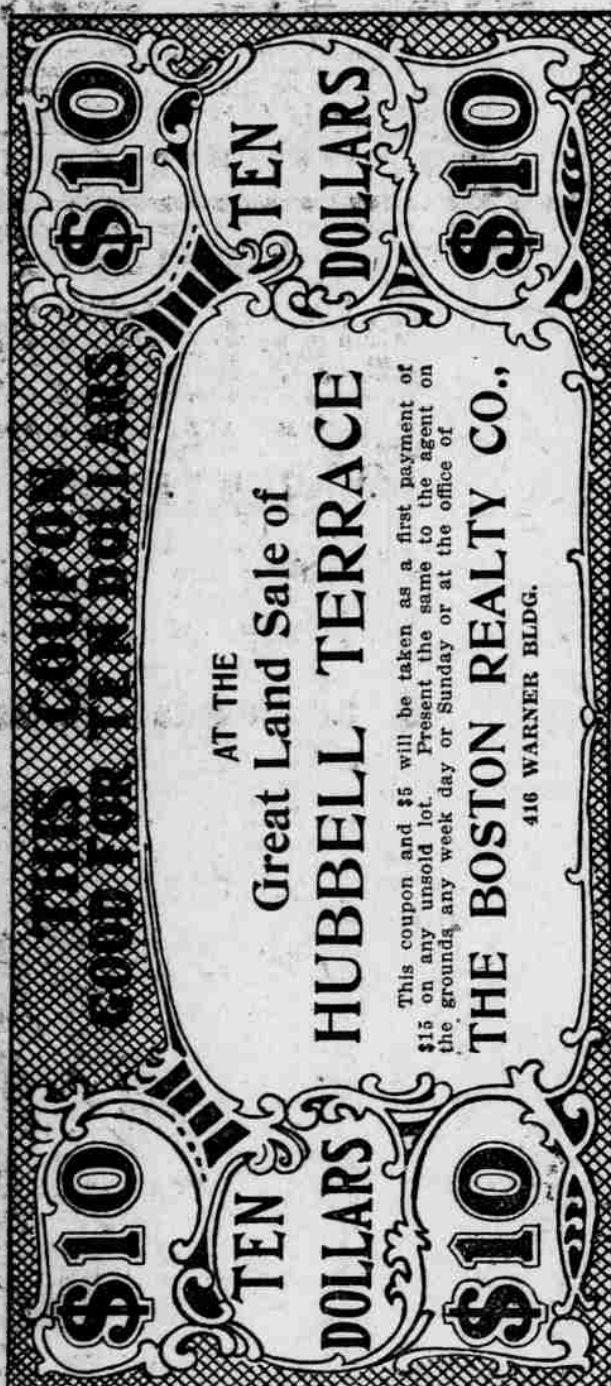 THIS COUPON
GOOD FOR TEN DOLLARS
$10
$10
TEN
DOLLARS
TEN
DOLLARS
$10
$10
AT THE
Great Land Sale of
HUBBELL TERRACE
This coupon and $5 will be taken as a first payment of
$15 on any unsold lot. Present the same to the agent on
the grounds any week day or Sunday or at the office of
THE BOSTON REALTY CO.,
416 WARNER BLDG.